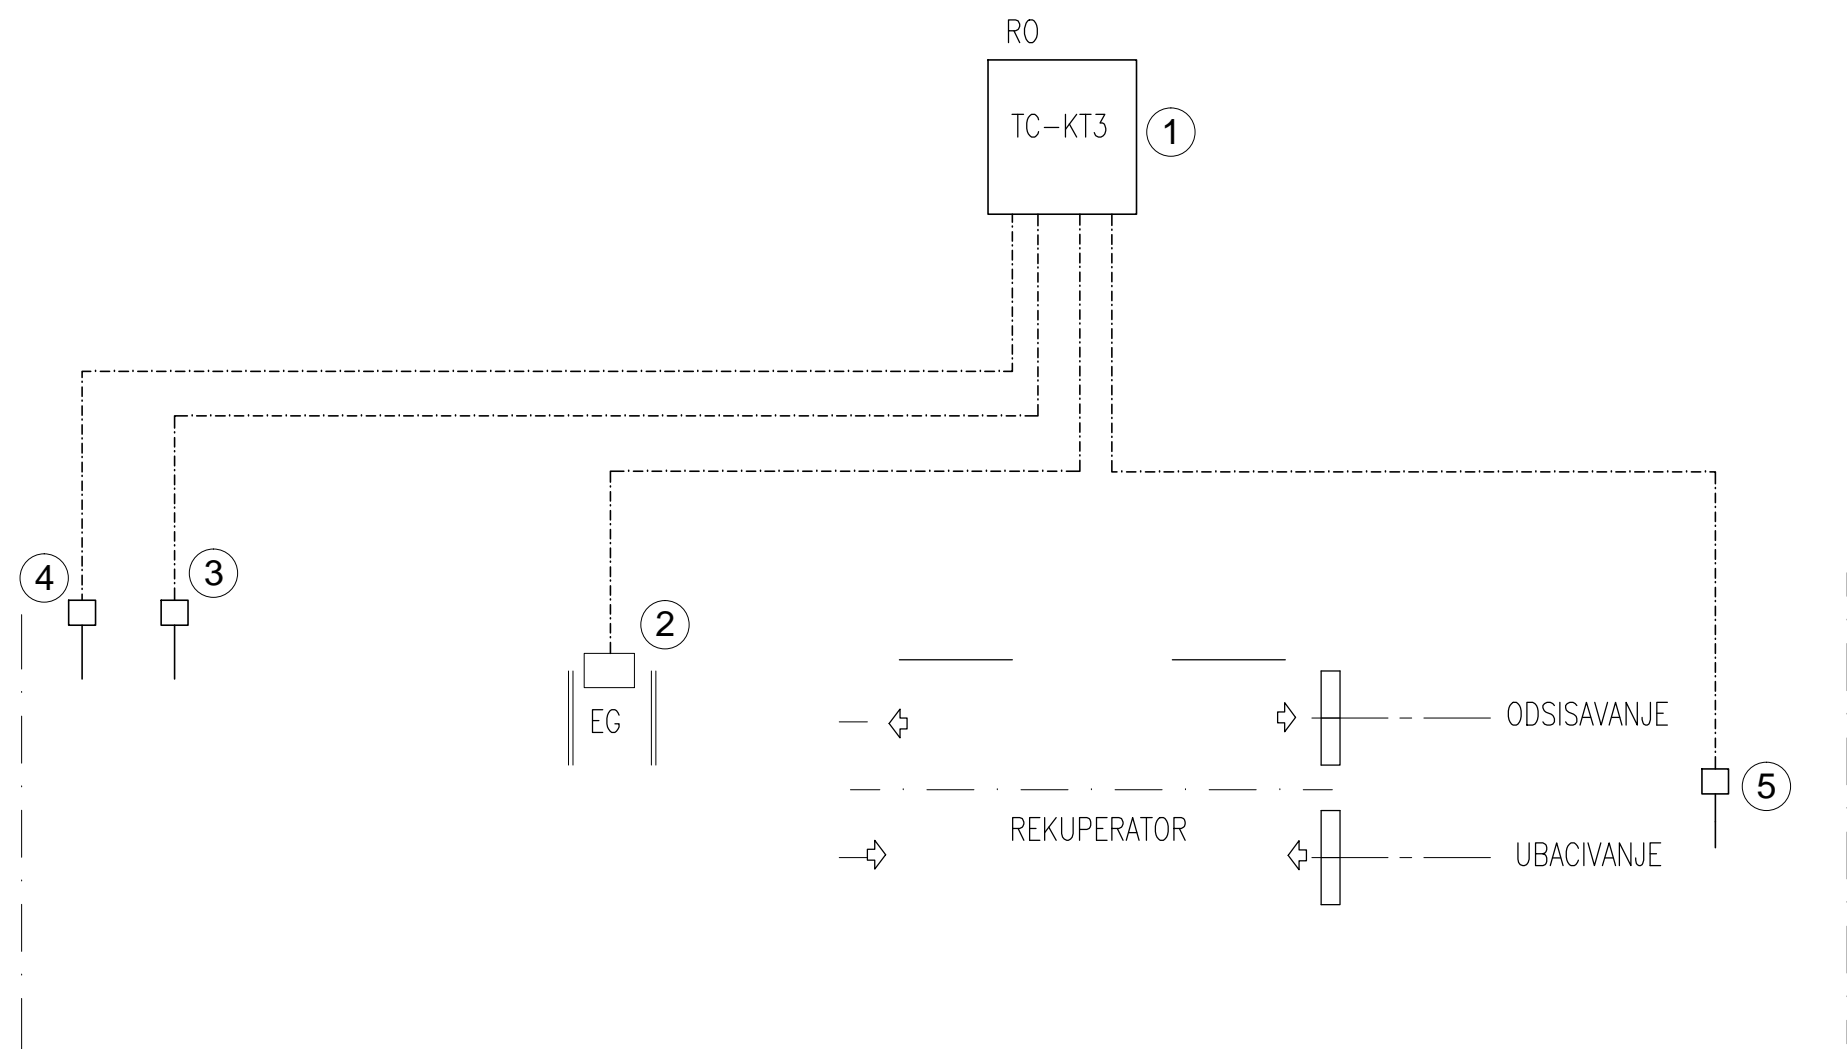 RO
TC-KT3
1
4
3
2
EG
ODSISAVANJE
5
REKUPERATOR
UBACIVANJE